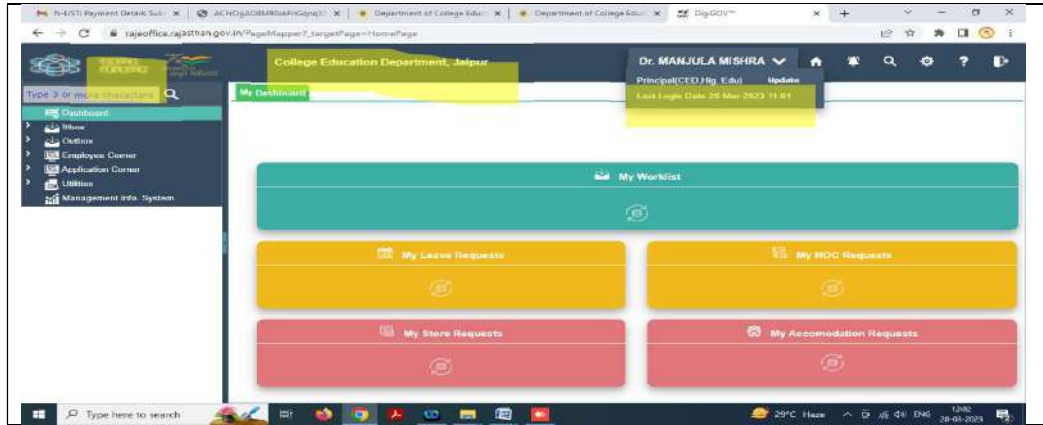 N-LIST: Payment Details
Department of College Educ
Department of College Educ
DigiGOV™
rajeoffice.rajasthan.gov.in/PageMapper?_targetPage=HomePage
College Education Department, Jaipur
Dr. MANJULA MISHRA
Principal(CED,Hig. Edu) Update
Last Login Date 28-Mar-2023 11:01
Type 3 or more characters
My Dashboard
Dashboard
Inbox
Outbox
Employee Corner
Application Corner
Utilities
Management Info. System
My Worklist
My Leave Requests
My NOC Requests
My Store Requests
My Accomodation Requests
Type here to search
29°C Haze
ENG
12:02
28-03-2023